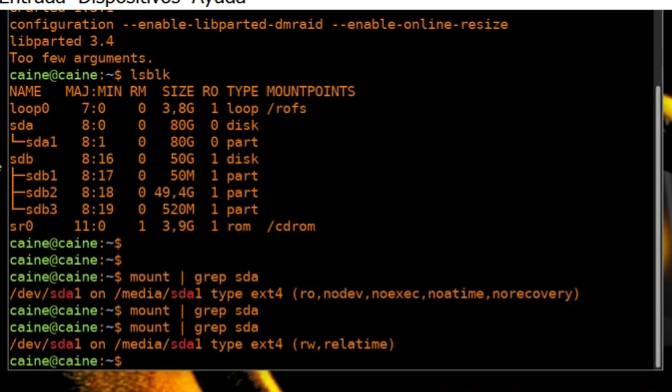 Entrada Dispositivos Ayuda
configuration --enable-libparted-dmraid --enable-online-resize
libparted 3.4
Too few arguments.
caine@caine:~$ lsblk
NAME   MAJ:MIN RM  SIZE RO TYPE MOUNTPOINTS
loop0    7:0    0  3,8G  1 loop /rofs
sda      8:0    0   80G  0 disk
└─sda1   8:1    0   80G  0 part
sdb      8:16   0   50G  1 disk
├─sdb1   8:17   0   50M  1 part
├─sdb2   8:18   0 49,4G  1 part
└─sdb3   8:19   0  520M  1 part
sr0     11:0    1  3,9G  1 rom  /cdrom
caine@caine:~$
caine@caine:~$
caine@caine:~$ mount | grep sda
/dev/sda1 on /media/sda1 type ext4 (ro,nodev,noexec,noatime,norecovery)
caine@caine:~$ mount | grep sda
caine@caine:~$ mount | grep sda
/dev/sda1 on /media/sda1 type ext4 (rw,relatime)
caine@caine:~$